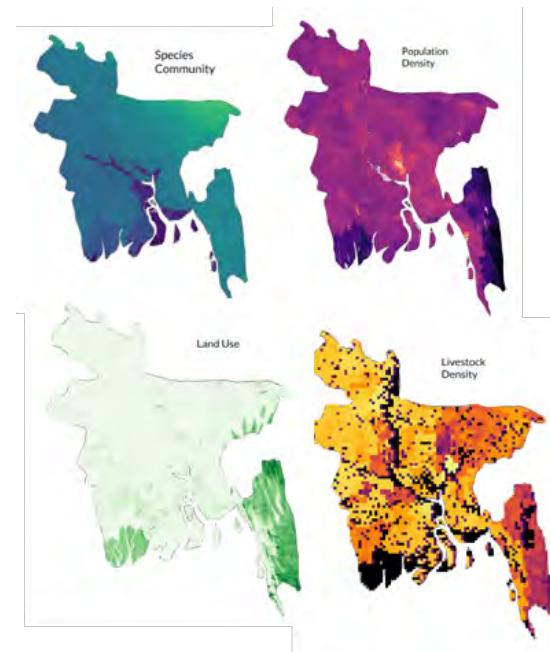 Species
Community
Population
Density
Land Use
Livestock
Density